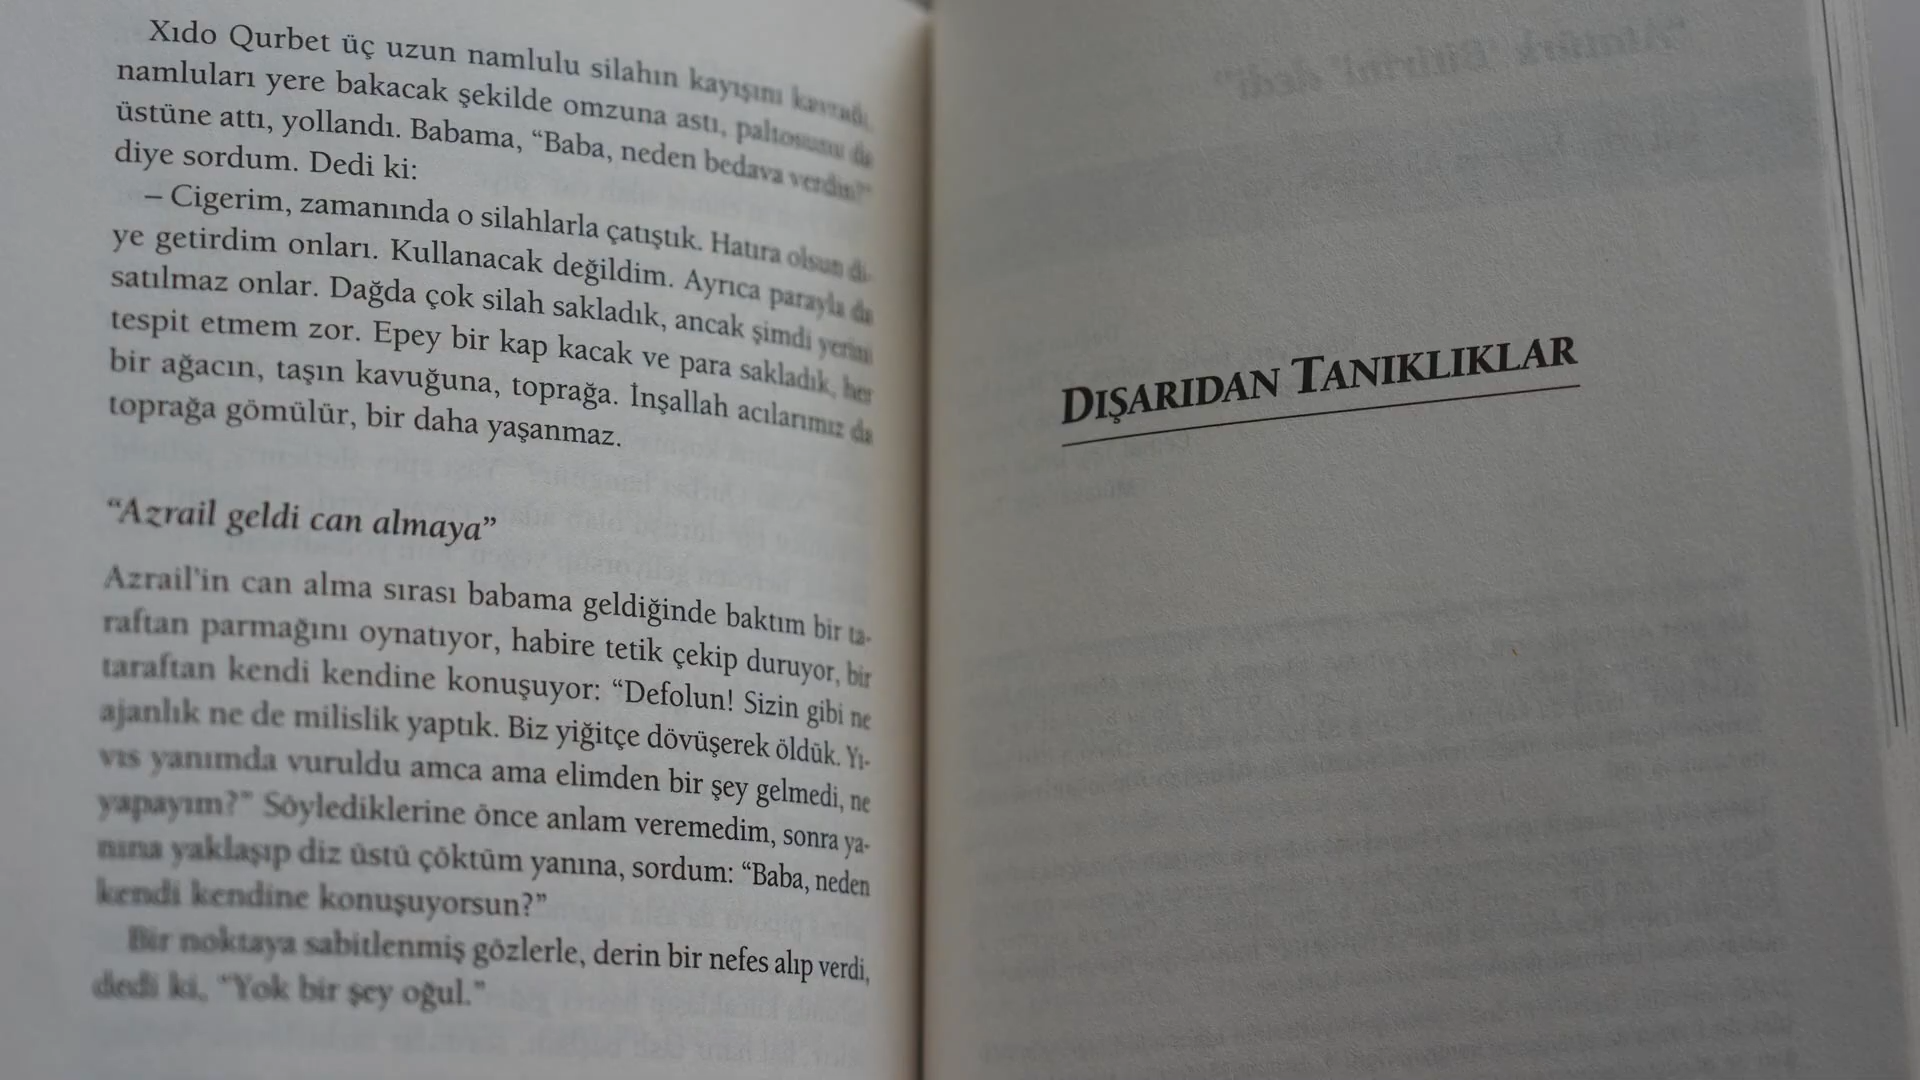 Xıdo Qurbet üç uzun namlulu silahın kayışını kavradı,
namluları yere bakacak şekilde omzuna astı, paltosunu da
üstüne attı, yollandı. Babama, “Baba, neden bedava verdin?”
diye sordum. Dedi ki:
– Cigerim, zamanında o silahlarla çatıştık. Hatıra olsun di-
ye getirdim onları. Kullanacak değildim. Ayrıca parayla da
satılmaz onlar. Dağda çok silah sakladık, ancak şimdi yerini
tespit etmem zor. Epey bir kap kacak ve para sakladık, her
bir ağacın, taşın kavuğuna, toprağa. İnşallah acılarımız da
toprağa gömülür, bir daha yaşanmaz.
“Azrail geldi can almaya”
Azrail’in can alma sırası babama geldiğinde baktım bir ta-
raftan parmağını oynatıyor, habire tetik çekip duruyor, bir
taraftan kendi kendine konuşuyor: “Defolun! Sizin gibi ne
ajanlık ne de milislik yaptık. Biz yiğitçe dövüşerek öldük. Yı-
vıs yanımda vuruldu amca ama elimden bir şey gelmedi, ne
yapayım?” Söylediklerine önce anlam veremedim, sonra ya-
nına yaklaşıp diz üstü çöktüm yanına, sordum: “Baba, neden
kendi kendine konuşuyorsun?”
Bir noktaya sabitlenmiş gözlerle, derin bir nefes alıp verdi,
dedi ki, “Yok bir şey oğul.”
DIŞARIDAN TANIKLIKLAR